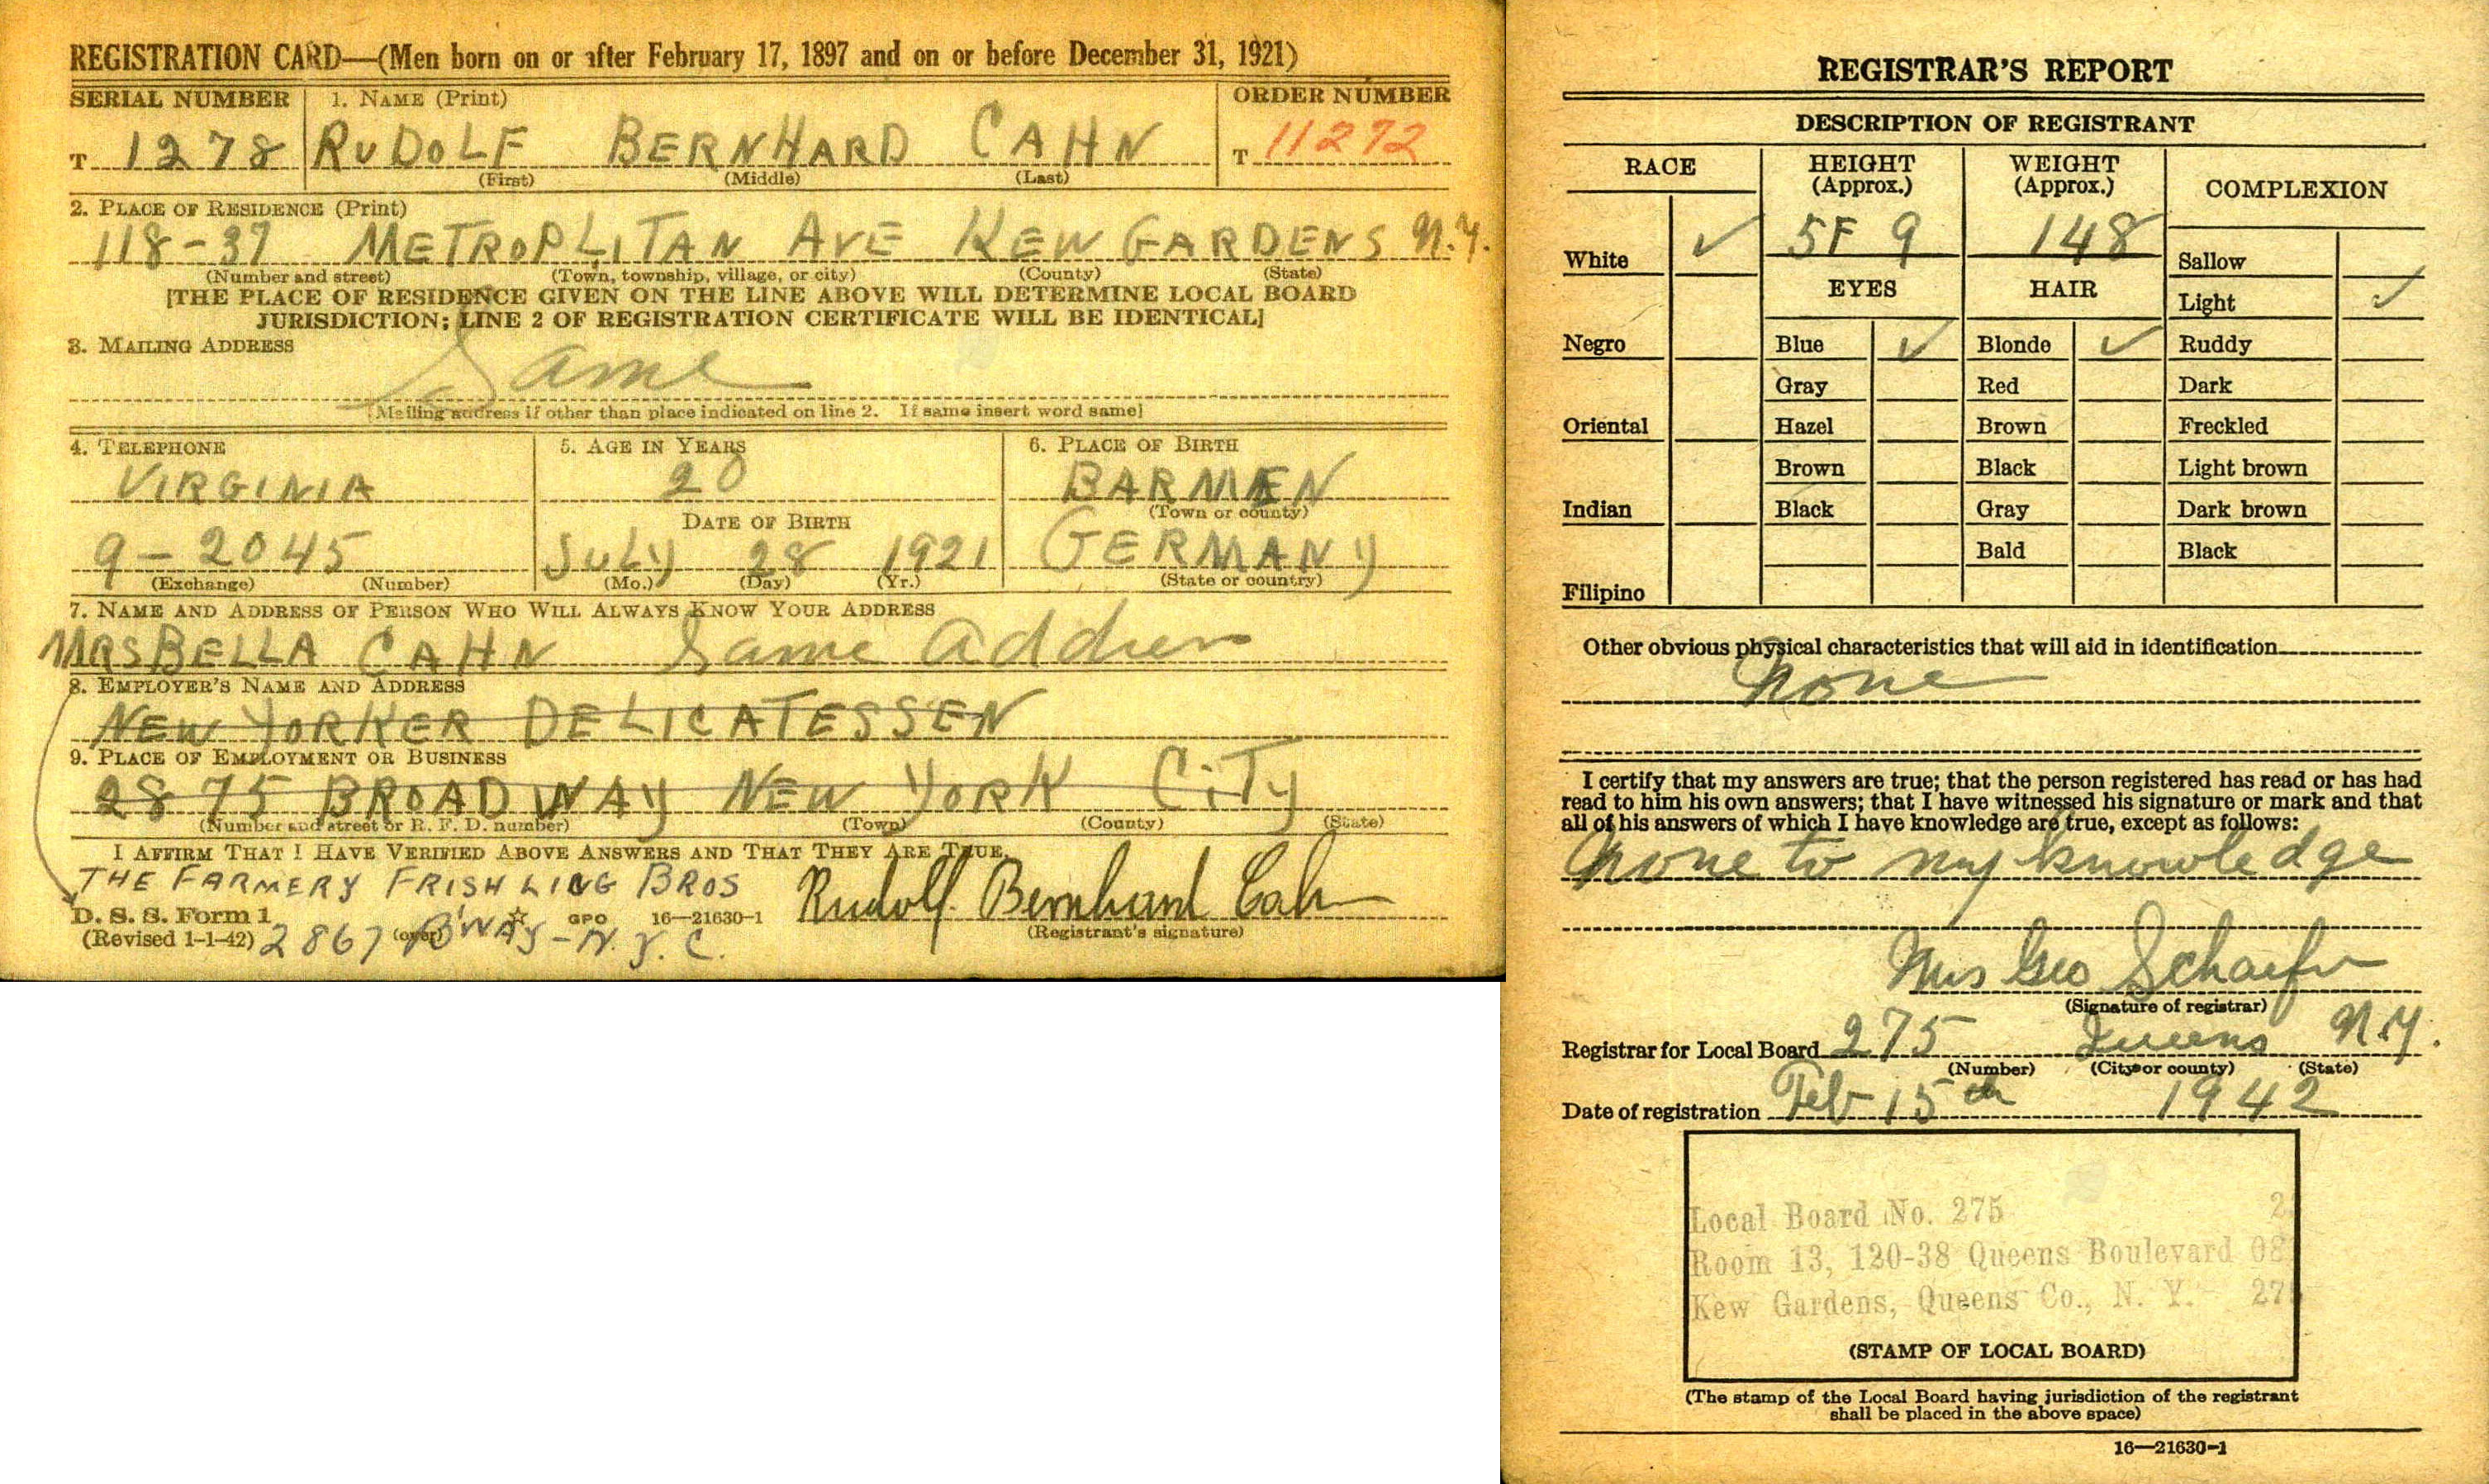 REGISTRATION CARD—(Men born on or after February 17, 1897 and on or before December 31, 1921)
SERIAL NUMBER 1. NAME (Print) ORDER NUMBER
T 1278 RUDOLF BERNHARD CAHN T 11272
(First) (Middle) (Last)
2. PLACE OF RESIDENCE (Print)
118-37 METROPLITAN AVE KEW GARDENS N.Y.
(Number and street) (Town, township, village, or city) (County) (State)
[THE PLACE OF RESIDENCE GIVEN ON THE LINE ABOVE WILL DETERMINE LOCAL BOARD
JURISDICTION; LINE 2 OF REGISTRATION CERTIFICATE WILL BE IDENTICAL]
3. MAILING ADDRESS
Same
[Mailing address if other than place indicated on line 2. If same insert word same]
4. TELEPHONE 5. AGE IN YEARS 6. PLACE OF BIRTH
VIRGINIA 20 BARMEN
DATE OF BIRTH (Town or county)
9-2045 JULY 28 1921 GERMANY
(Exchange) (Number) (Mo.) (Day) (Yr.) (State or country)
7. NAME AND ADDRESS OF PERSON WHO WILL ALWAYS KNOW YOUR ADDRESS
MRS BELLA CAHN Same Address
8. EMPLOYER'S NAME AND ADDRESS
NEW YORKER DELICATESSEN
9. PLACE OF EMPLOYMENT OR BUSINESS
2875 BROADWAY NEW YORK CITY
(Number and street or R. F. D. number) (Town) (County) (State)
I AFFIRM THAT I HAVE VERIFIED ABOVE ANSWERS AND THAT THEY ARE TRUE.
THE FARMERY FRISHLING BROS
Rudolf Bernhard Cahn
D. S. S. Form 1 GPO 16—21630-1
(Revised 1-1-42) (over) (Registrant's signature)
2867 B'WAY - N.Y.C.
REGISTRAR'S REPORT
DESCRIPTION OF REGISTRANT
RACE HEIGHT (Approx.) WEIGHT (Approx.) COMPLEXION
White ✓ 5F 9 148 Sallow
EYES HAIR Light ✓
Negro Blue ✓ Blonde ✓ Ruddy
Gray Red Dark
Oriental Hazel Brown Freckled
Brown Black Light brown
Indian Black Gray Dark brown
Bald Black
Filipino
Other obvious physical characteristics that will aid in identification
None
I certify that my answers are true; that the person registered has read or has had
read to him his own answers; that I have witnessed his signature or mark and that
all of his answers of which I have knowledge are true, except as follows:
None to my knowledge
Mrs Geo Schaefer
(Signature of registrar)
Registrar for Local Board 275 Queens N.Y.
(Number) (City or county) (State)
Date of registration Feb 15th 1942
Local Board No. 275 2
Room 13, 120-38 Queens Boulevard 08
Kew Gardens, Queens Co., N. Y. 27
(STAMP OF LOCAL BOARD)
(The stamp of the Local Board having jurisdiction of the registrant
shall be placed in the above space)
16—21630-1